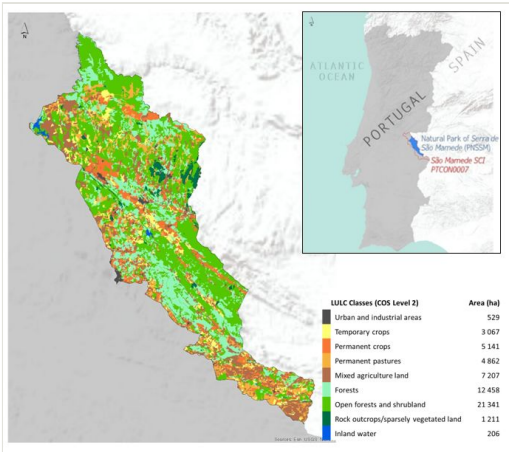 N
N
ATLANTIC
OCEAN
SPAIN
PORTUGAL
Natural Park of Serra de
São Mamede (PNSSM)
São Mamede SCI
PTCON0007
LULC Classes (COS Level 2) Area (ha)
Urban and industrial areas 529
Temporary crops 3 067
Permanent crops 5 141
Permanent pastures 4 862
Mixed agriculture land 7 207
Forests 12 458
Open forests and shrubland 21 341
Rock outcrops/sparsely vegetated land 1 211
Inland water 206